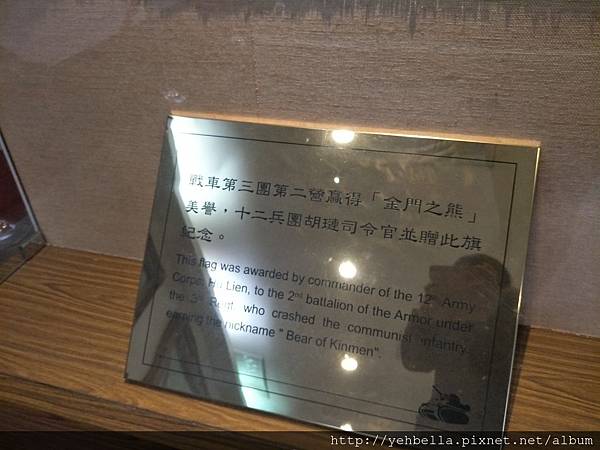 戰車第三團第二營贏得「金門之熊」
美譽，十二兵團胡璉司令官並贈此旗
紀念。
This flag was awarded by commander of the 12th Army
Corps, Hu Lien, to the 2nd battalion of the Armor under
the 3rd who crashed the communist infantry,
earning the nickname " Bear of Kinmen".
http://yehbella.pixnet.net/album